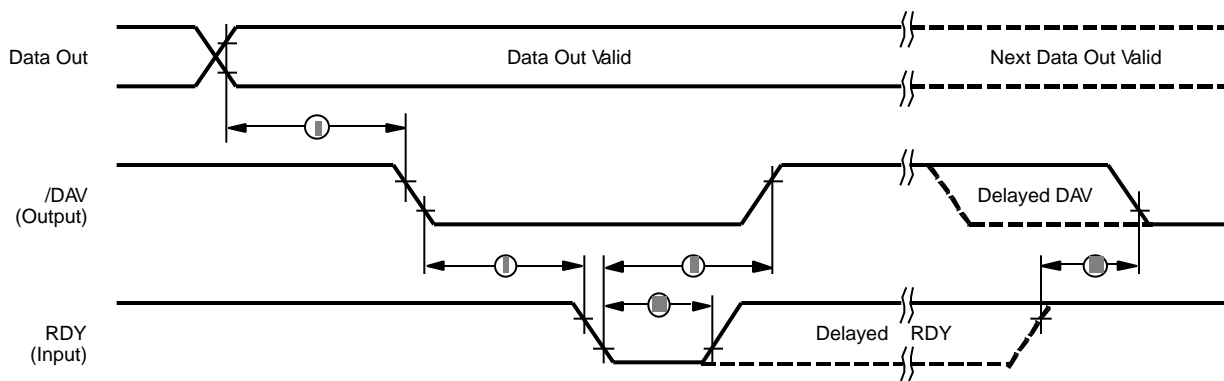 Data Out
Data Out Valid
Next Data Out Valid
/DAV
(Output)
Delayed DAV
RDY
(Input)
Delayed RDY